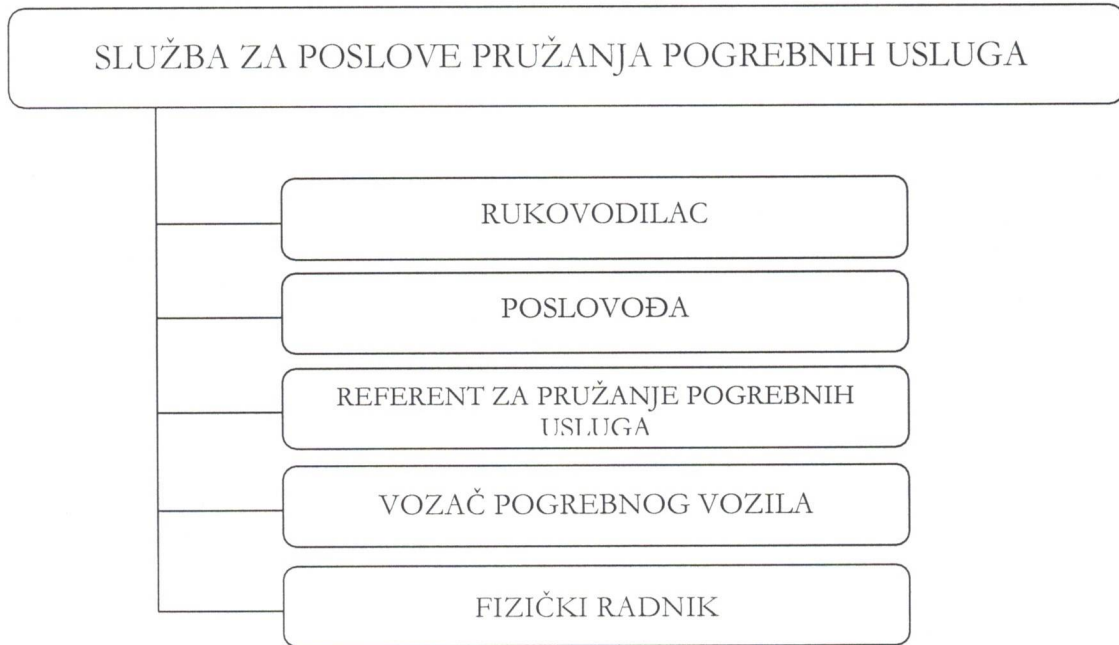 SLUŽBA ZA POSLOVE PRUŽANJA POGREBNIH USLUGA
RUKOVODILAC
POSLOVOĐA
REFERENT ZA PRUŽANJE POGREBNIH
USLUGA
VOZAČ POGREBNOG VOZILA
FIZIČKI RADNIK